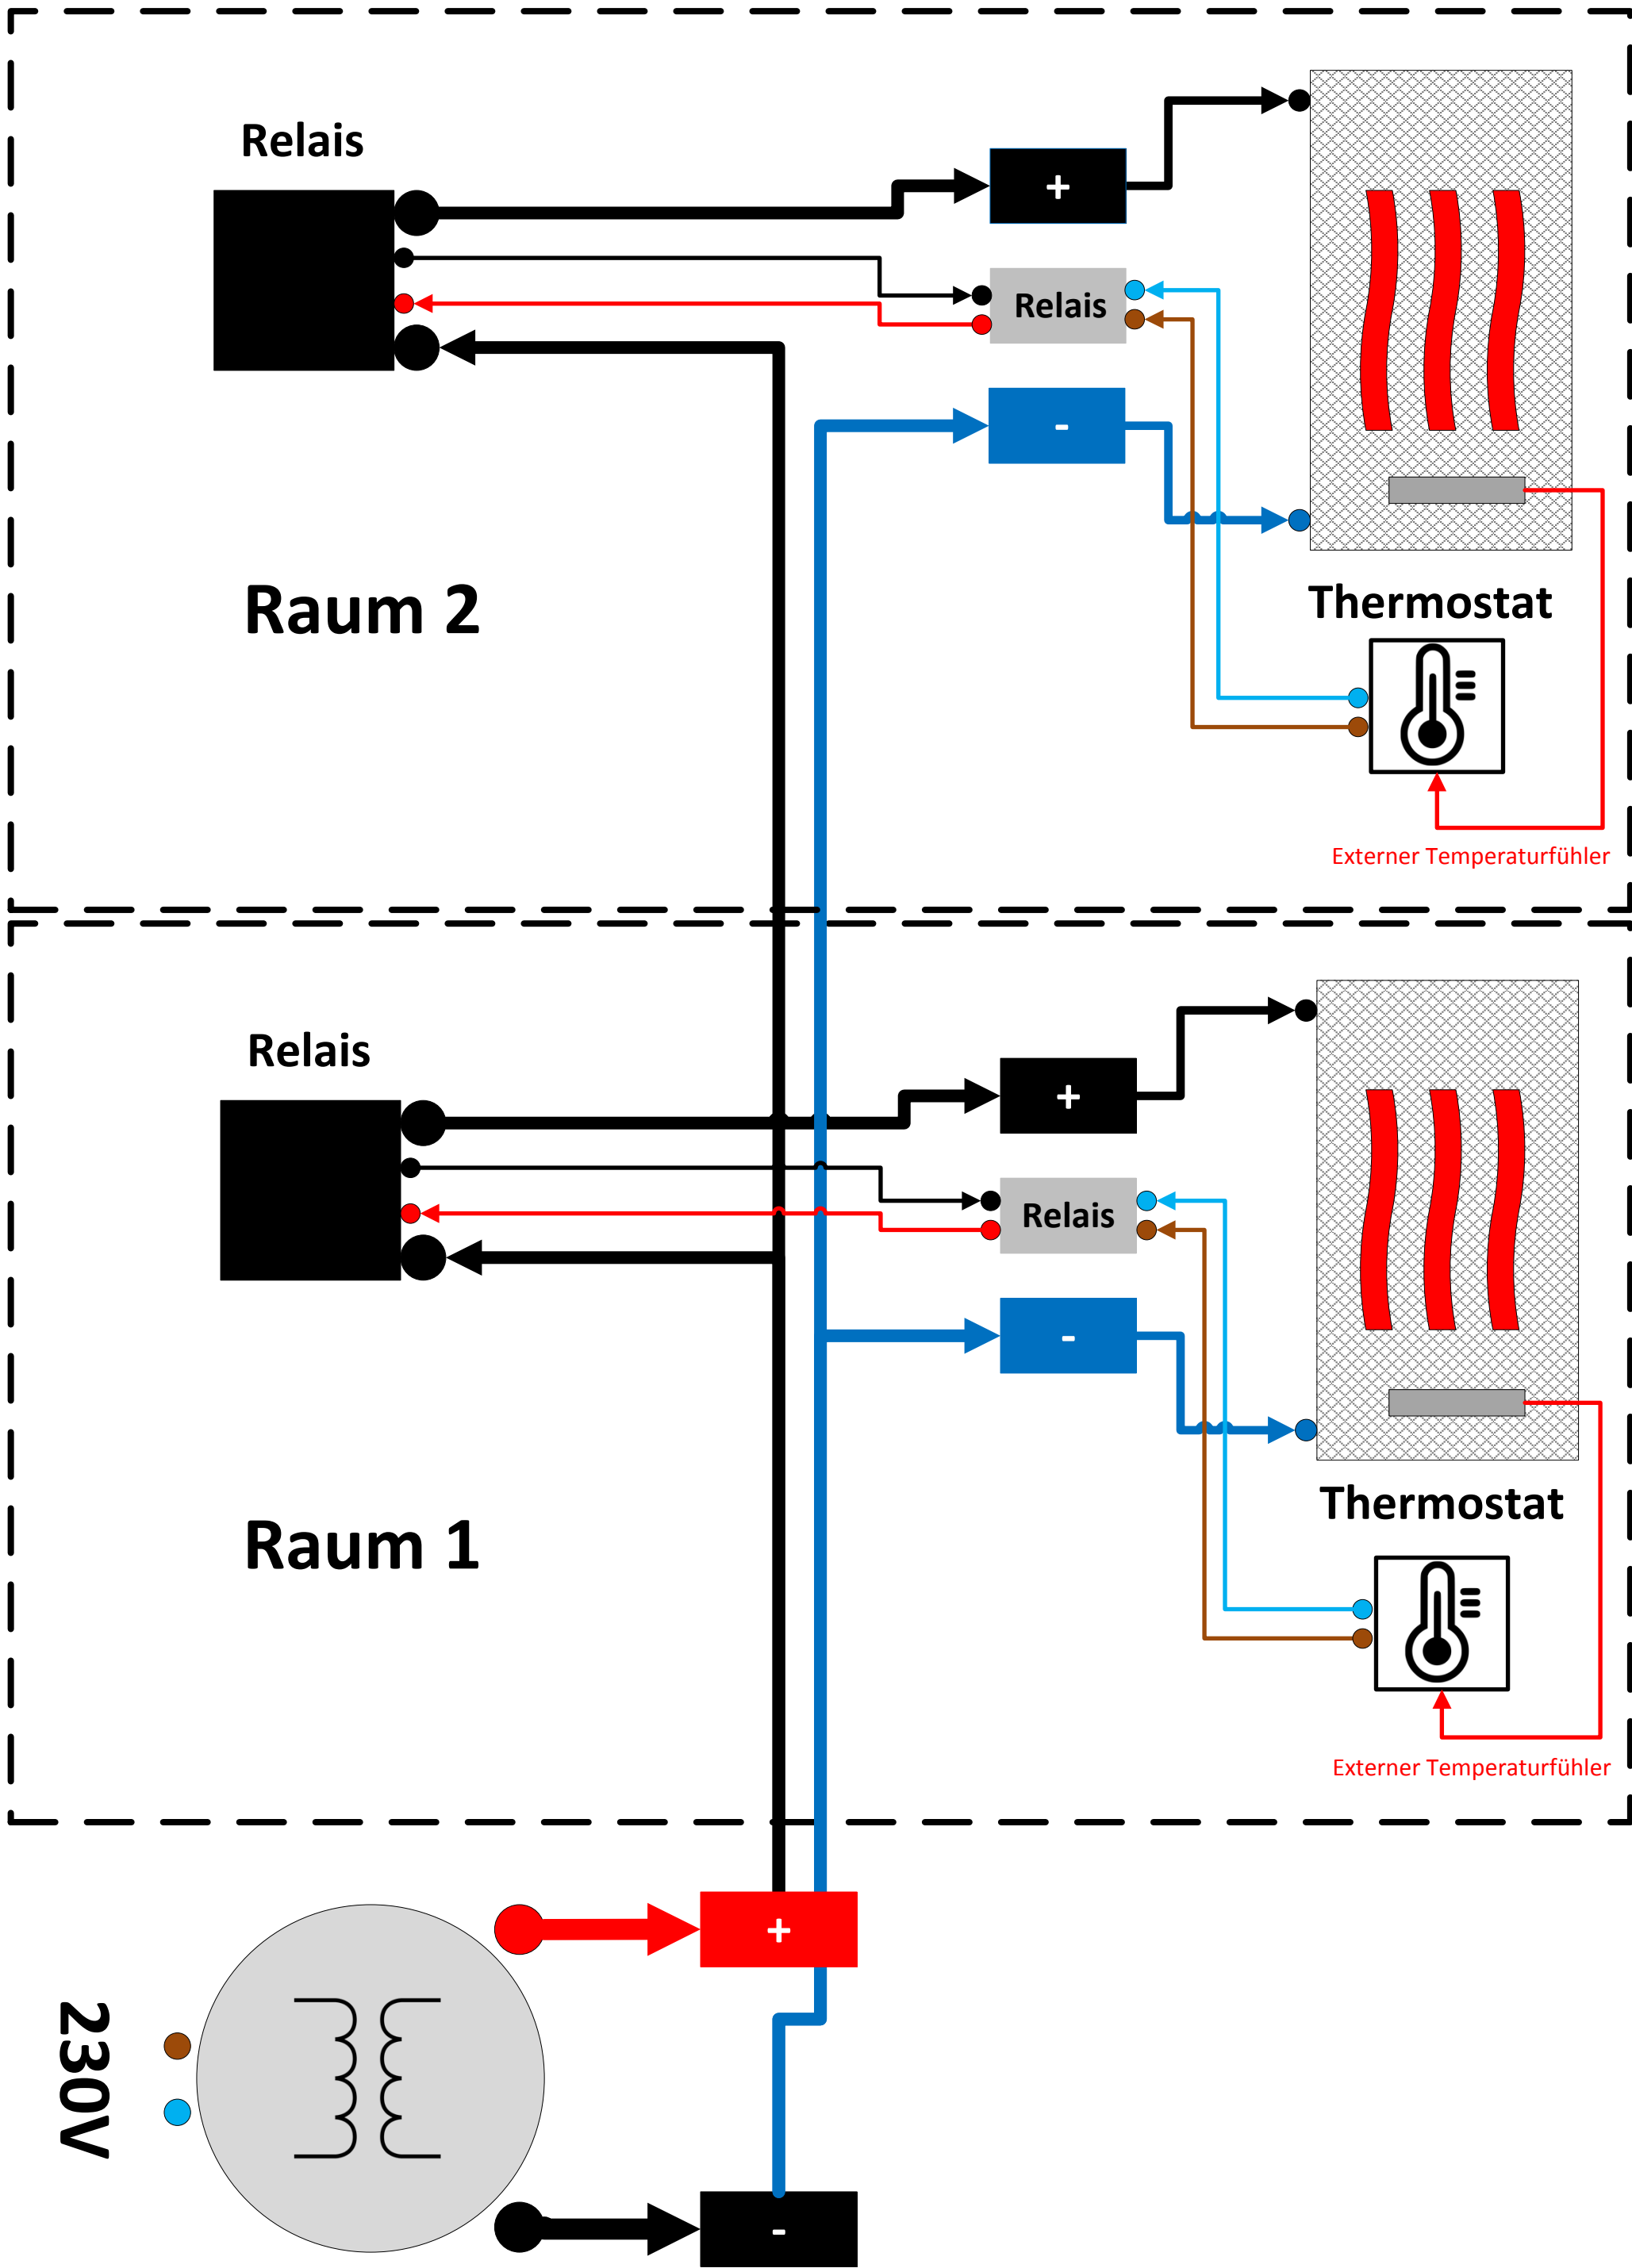 Relais
+
Relais
-
Raum 2
Thermostat
Externer Temperaturfühler
Relais
+
Relais
-
Raum 1
Thermostat
Externer Temperaturfühler
+
230V
-